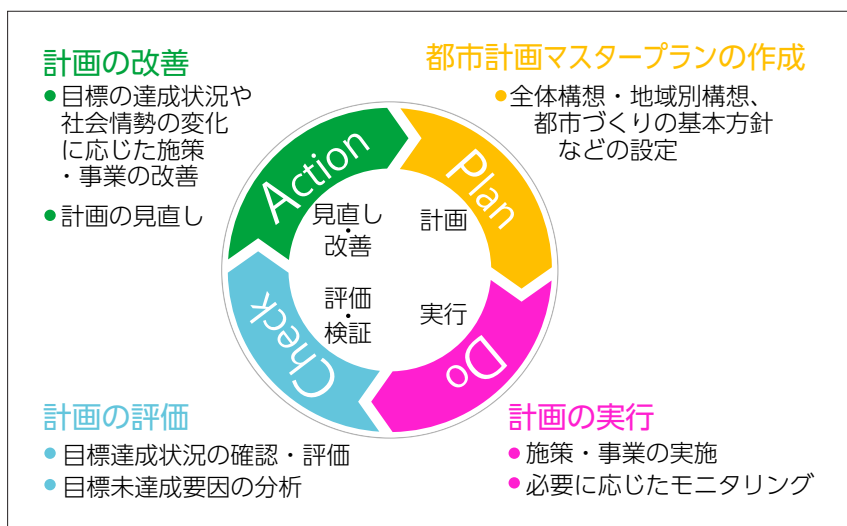 計画の改善
●目標の達成状況や
社会情勢の変化
に応じた施策
・事業の改善
●計画の見直し
都市計画マスタープランの作成
●全体構想・地域別構想、
都市づくりの基本方針
などの設定
Action
Plan
見直し
・
改善
計画
評価
・
検証
実行
Check
Do
計画の評価
●目標達成状況の確認・評価
●目標未達成要因の分析
計画の実行
●施策・事業の実施
●必要に応じたモニタリング